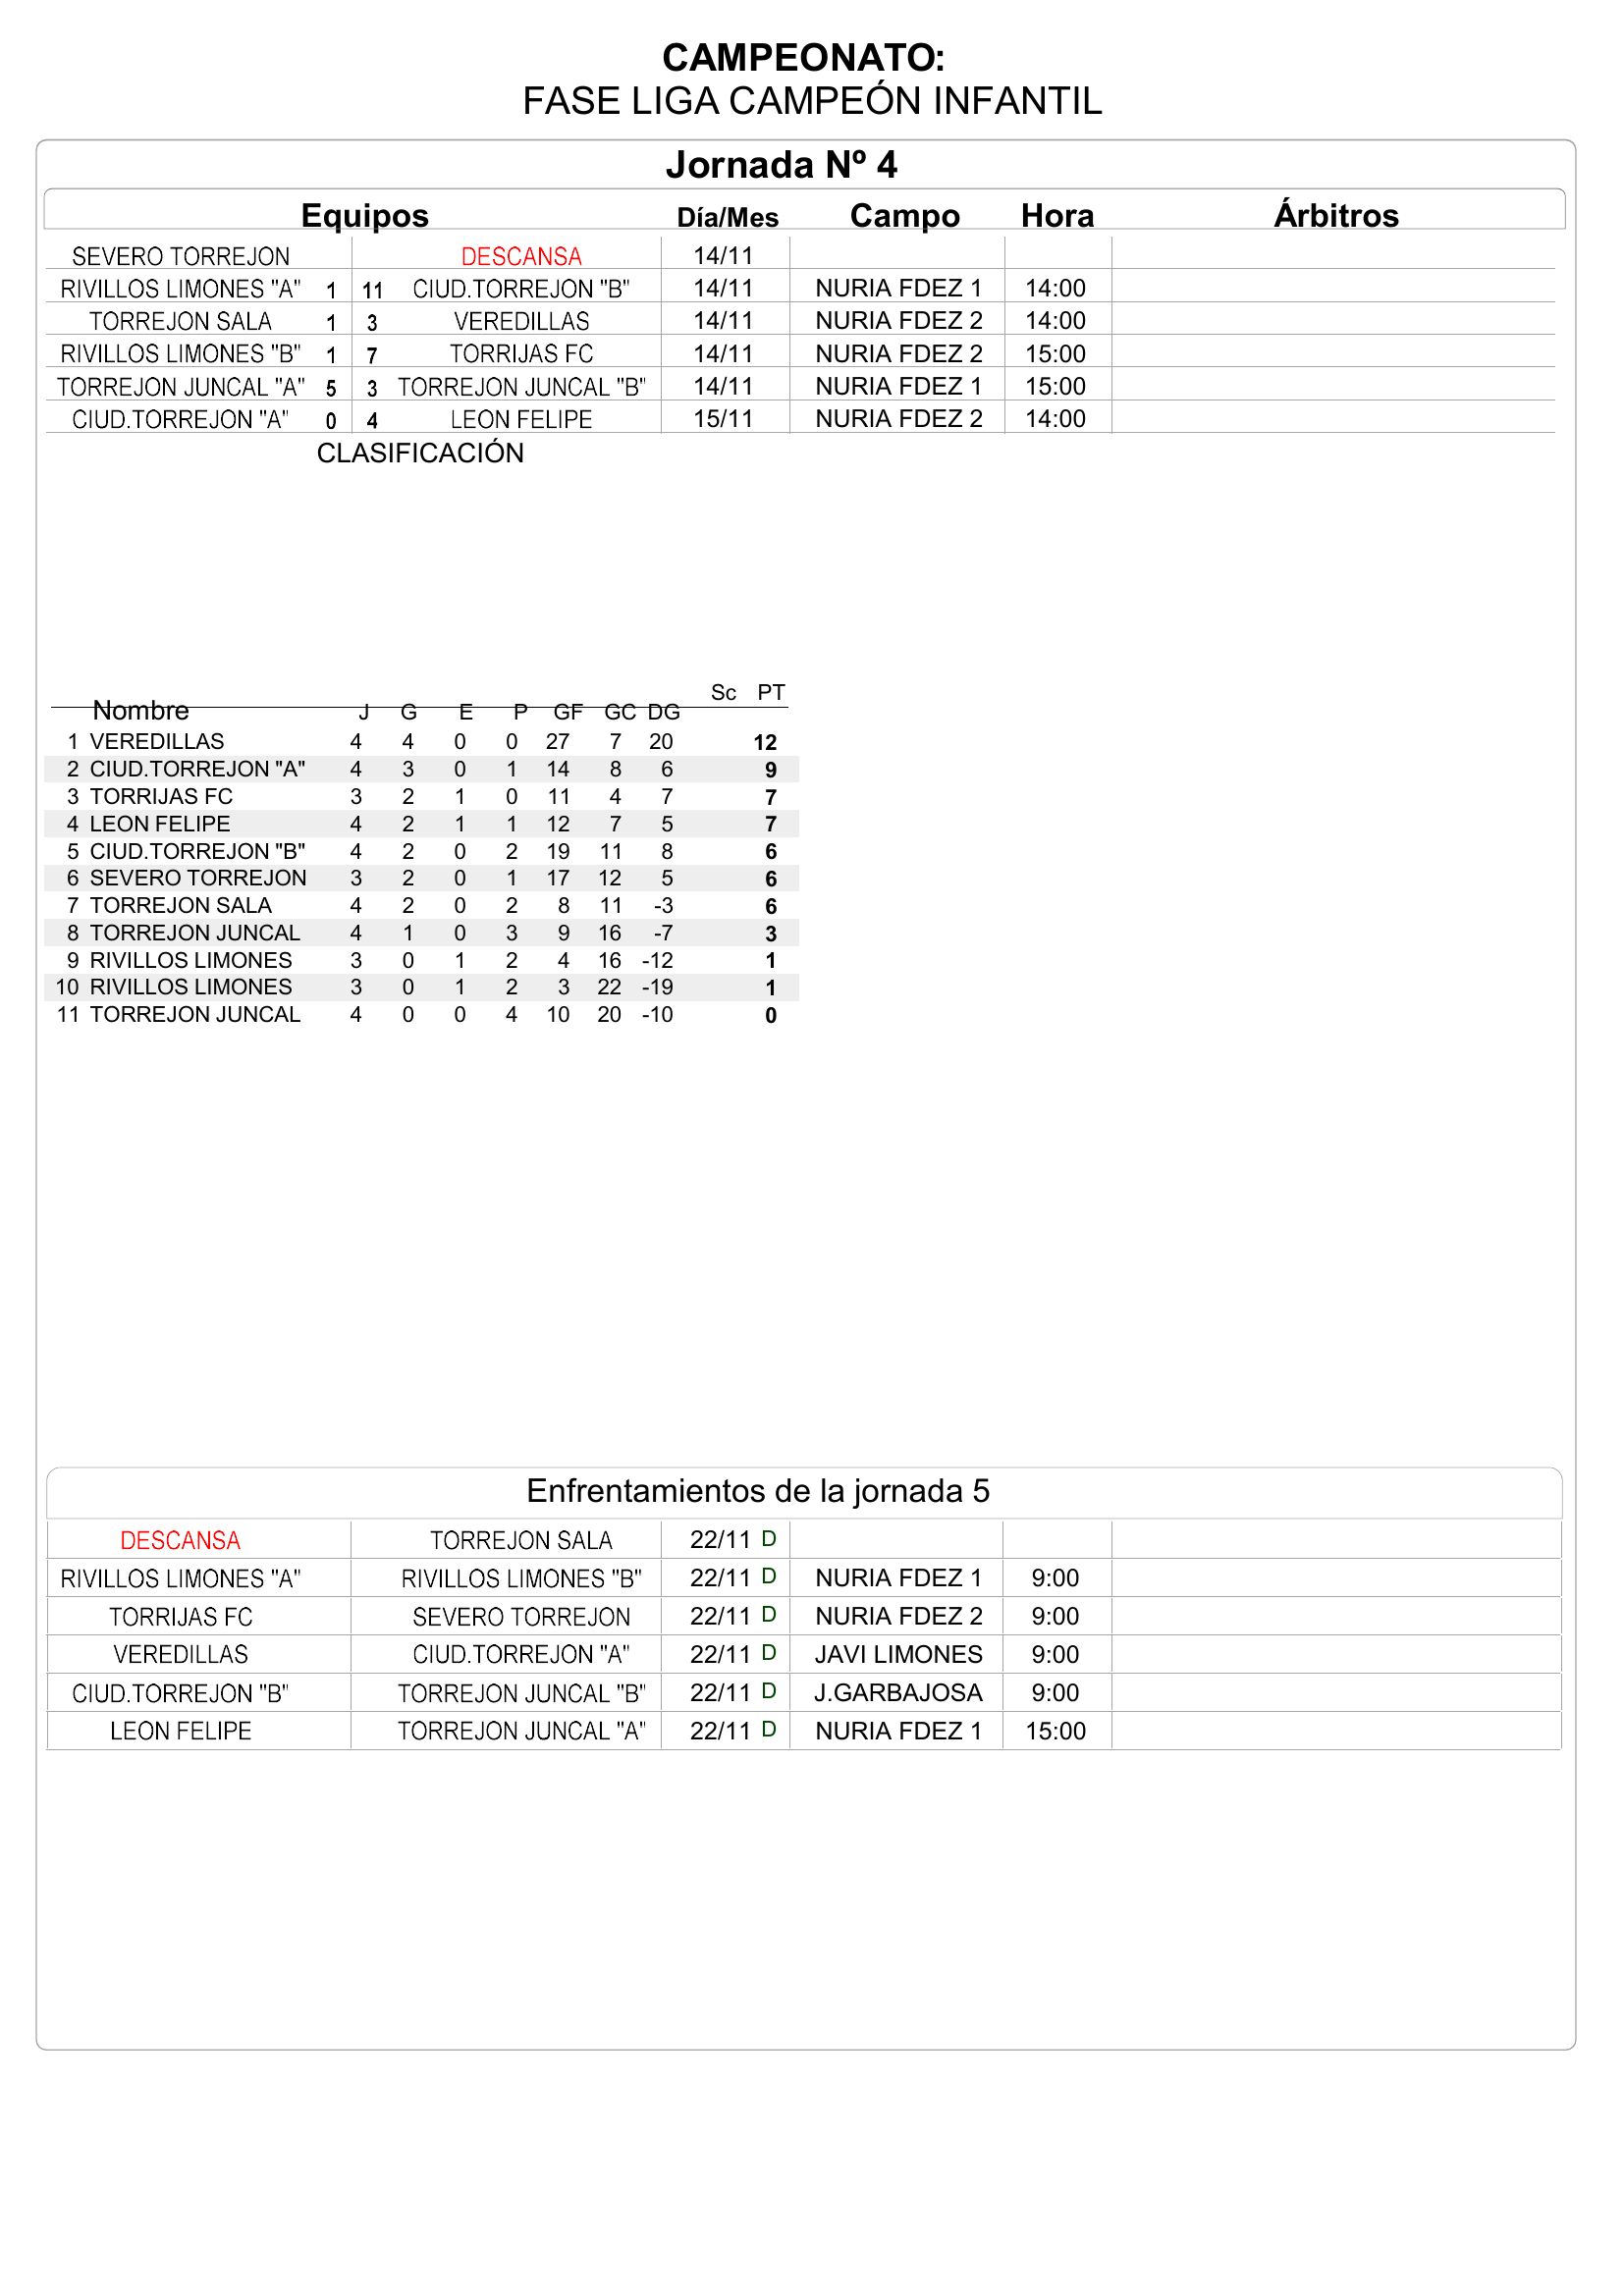 CAMPEONATO:
FASE LIGA CAMPEÓN INFANTIL
Jornada Nº 4
Equipos Día/Mes Campo Hora Árbitros
SEVERO TORREJON DESCANSA 14/11
RIVILLOS LIMONES "A" 1 11 CIUD.TORREJON "B" 14/11 NURIA FDEZ 1 14:00
TORREJON SALA 1 3 VEREDILLAS 14/11 NURIA FDEZ 2 14:00
RIVILLOS LIMONES "B" 1 7 TORRIJAS FC 14/11 NURIA FDEZ 2 15:00
TORREJON JUNCAL "A" 5 3 TORREJON JUNCAL "B" 14/11 NURIA FDEZ 1 15:00
CIUD.TORREJON "A" 0 4 LEON FELIPE 15/11 NURIA FDEZ 2 14:00
CLASIFICACIÓN
Nombre J G E P GF GC DG Sc PT
1 VEREDILLAS 4 4 0 0 27 7 20 12
2 CIUD.TORREJON "A" 4 3 0 1 14 8 6 9
3 TORRIJAS FC 3 2 1 0 11 4 7 7
4 LEON FELIPE 4 2 1 1 12 7 5 7
5 CIUD.TORREJON "B" 4 2 0 2 19 11 8 6
6 SEVERO TORREJON 3 2 0 1 17 12 5 6
7 TORREJON SALA 4 2 0 2 8 11 -3 6
8 TORREJON JUNCAL 4 1 0 3 9 16 -7 3
9 RIVILLOS LIMONES 3 0 1 2 4 16 -12 1
10 RIVILLOS LIMONES 3 0 1 2 3 22 -19 1
11 TORREJON JUNCAL 4 0 0 4 10 20 -10 0
Enfrentamientos de la jornada 5
DESCANSA TORREJON SALA 22/11 D
RIVILLOS LIMONES "A" RIVILLOS LIMONES "B" 22/11 D NURIA FDEZ 1 9:00
TORRIJAS FC SEVERO TORREJON 22/11 D NURIA FDEZ 2 9:00
VEREDILLAS CIUD.TORREJON "A" 22/11 D JAVI LIMONES 9:00
CIUD.TORREJON "B" TORREJON JUNCAL "B" 22/11 D J.GARBAJOSA 9:00
LEON FELIPE TORREJON JUNCAL "A" 22/11 D NURIA FDEZ 1 15:00